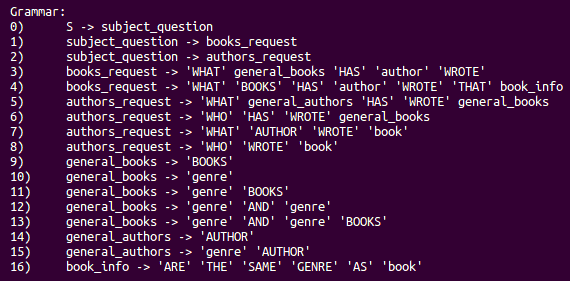 Grammar:
0) S -> subject_question
1) subject_question -> books_request
2) subject_question -> authors_request
3) books_request -> 'WHAT' general_books 'HAS' 'author' 'WROTE'
4) books_request -> 'WHAT' 'BOOKS' 'HAS' 'author' 'WROTE' 'THAT' book_info
5) authors_request -> 'WHAT' general_authors 'HAS' 'WROTE' general_books
6) authors_request -> 'WHO' 'HAS' 'WROTE' general_books
7) authors_request -> 'WHAT' 'AUTHOR' 'WROTE' 'book'
8) authors_request -> 'WHO' 'WROTE' 'book'
9) general_books -> 'BOOKS'
10) general_books -> 'genre'
11) general_books -> 'genre' 'BOOKS'
12) general_books -> 'genre' 'AND' 'genre'
13) general_books -> 'genre' 'AND' 'genre' 'BOOKS'
14) general_authors -> 'AUTHOR'
15) general_authors -> 'genre' 'AUTHOR'
16) book_info -> 'ARE' 'THE' 'SAME' 'GENRE' 'AS' 'book'